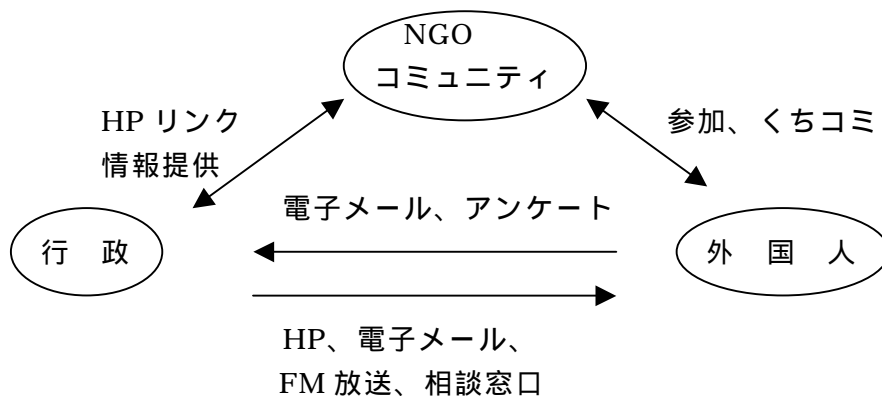 NGO
コミュニティ
HP リンク
情報提供
参加、くちコミ
電子メール、アンケート
行 政
外 国 人
HP、電子メール、
FM 放送、相談窓口